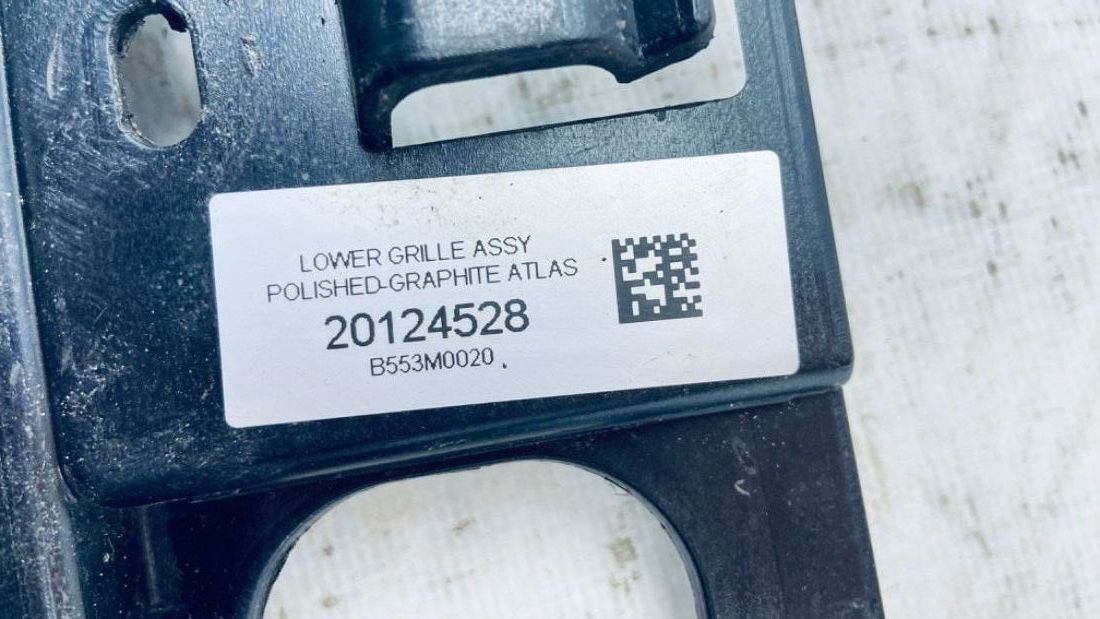 LOWER GRILLE ASSY
POLISHED-GRAPHITE ATLAS
20124528
B553M0020